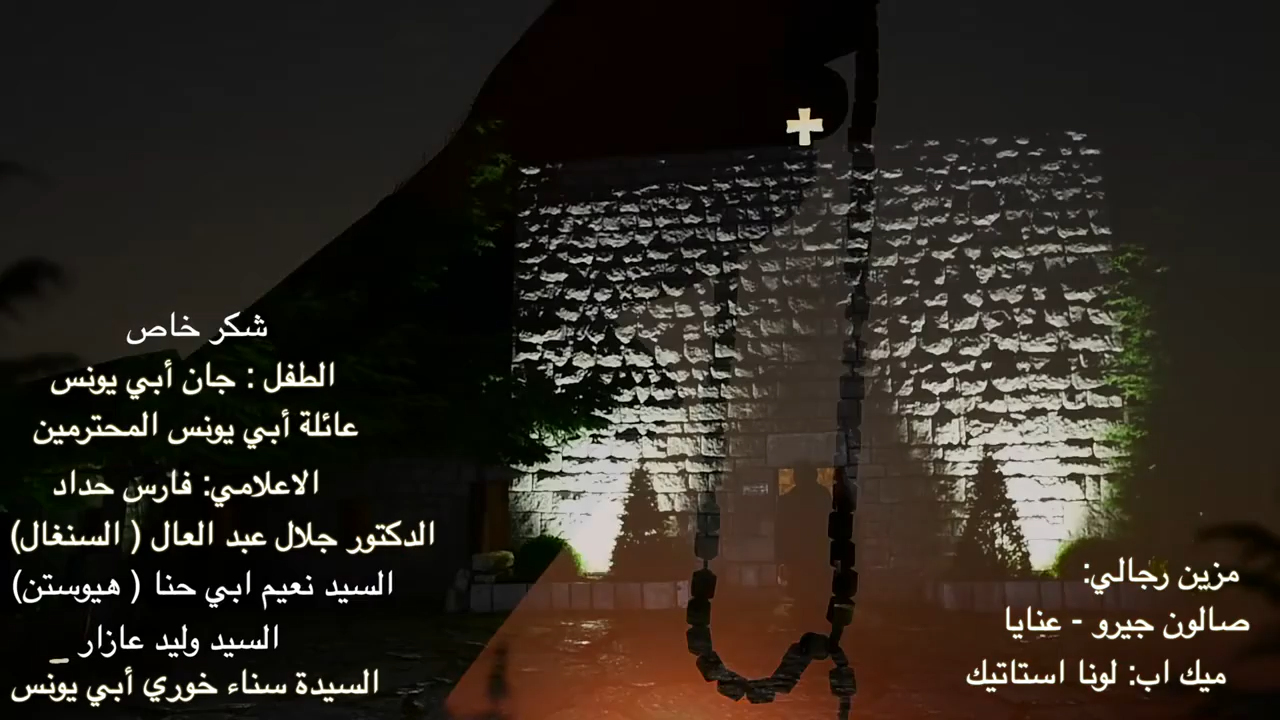 شكر خاص
الطفل : جان أبي يونس
عائلة أبي يونس المحترمين
الاعلامي: فارس حداد
الدكتور جلال عبد العال ( السنغال)
السيد نعيم ابي حنا ( هيوستن)
السيد وليد عازار
السيدة سناء خوري أبي يونس
مزين رجالي:
صالون جيرو - عنايا
ميك اب: لونا استاتيك